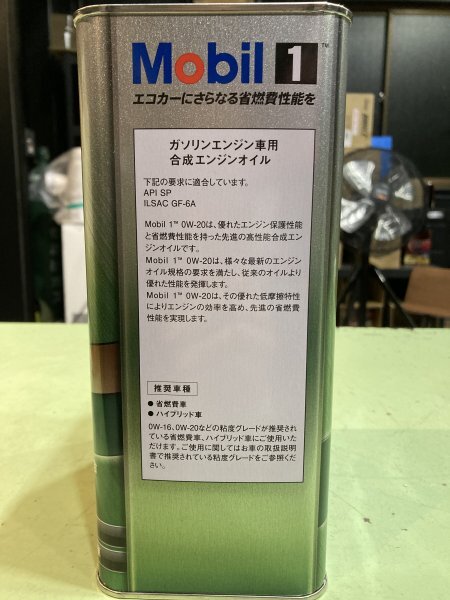 Mobil 1™
エコカーにさらなる省燃費性能を
ガソリンエンジン車用
合成エンジンオイル
下記の要求に適合しています。
API SP
ILSAC GF-6A
Mobil 1™ 0W-20は、優れたエンジン保護性能
と省燃費性能を持った先進の高性能合成エン
ジンオイルです。
Mobil 1™ 0W-20は、様々な最新のエンジン
オイル規格の要求を満たし、従来のオイルより
優れた性能を発揮します。
Mobil 1™ 0W-20は、その優れた低摩擦特性
によりエンジンの効率を高め、先進の省燃費
性能を実現します。
推奨車種
● 省燃費車
● ハイブリッド車
0W-16、0W-20などの粘度グレードが推奨され
ている省燃費車、ハイブリッド車にご使用いた
だけます。ご使用に関してはお車の取扱説明
書で推奨されている粘度グレードをご参照くだ
さい。